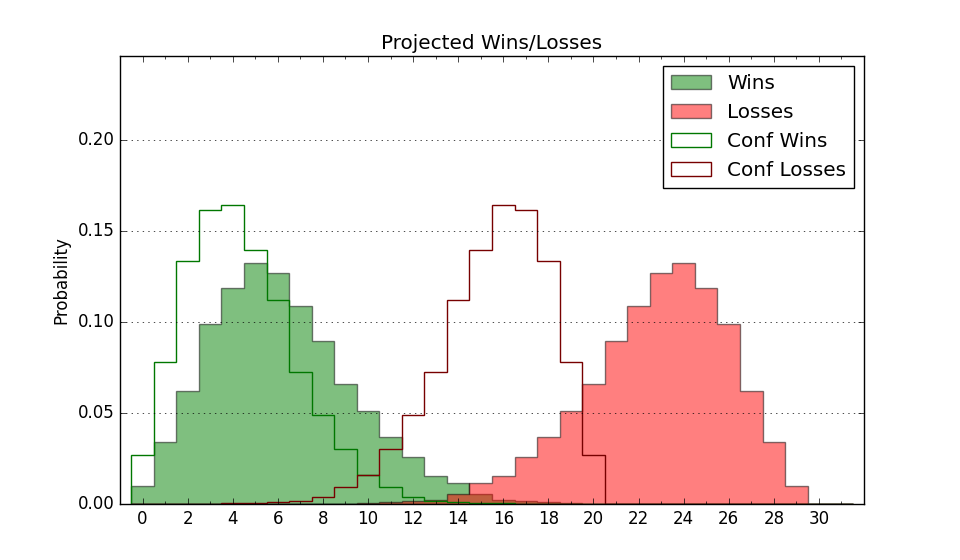 Projected Wins/Losses
Wins
Losses
Conf Wins
Conf Losses
Probability
0.20
0.15
0.10
0.05
0.00
0 2 4 6 8 10 12 14 16 18 20 22 24 26 28 30